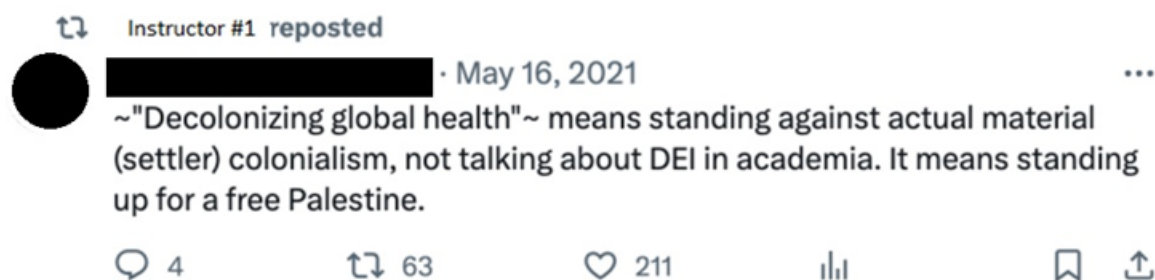 Instructor #1 reposted
· May 16, 2021
~"Decolonizing global health"~ means standing against actual material
(settler) colonialism, not talking about DEI in academia. It means standing
up for a free Palestine.
4 63 211